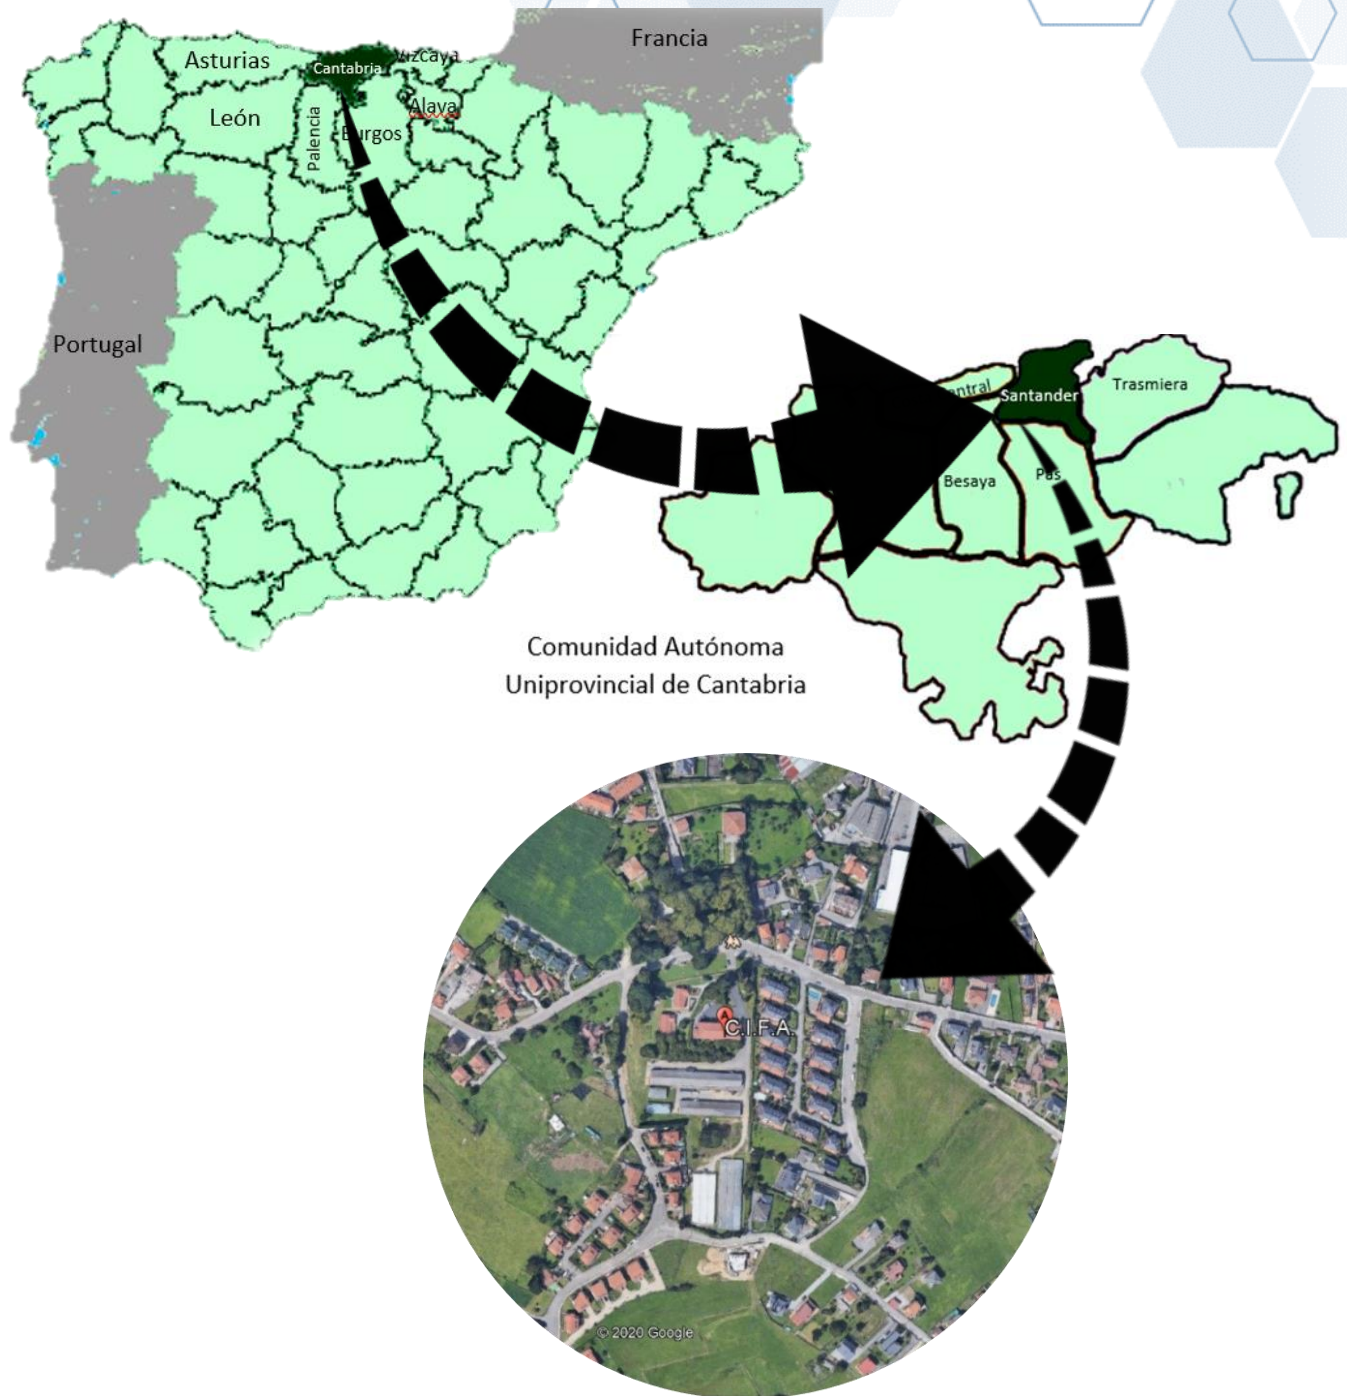 Francia
Asturias
Cantabria
Vizcaya
León
Palencia
Burgos
Alava
Portugal
Santander
Trasmiera
Besaya
Pas
Comunidad Autónoma
Uniprovincial de Cantabria
A
C.I.F.A.
© 2020 Google